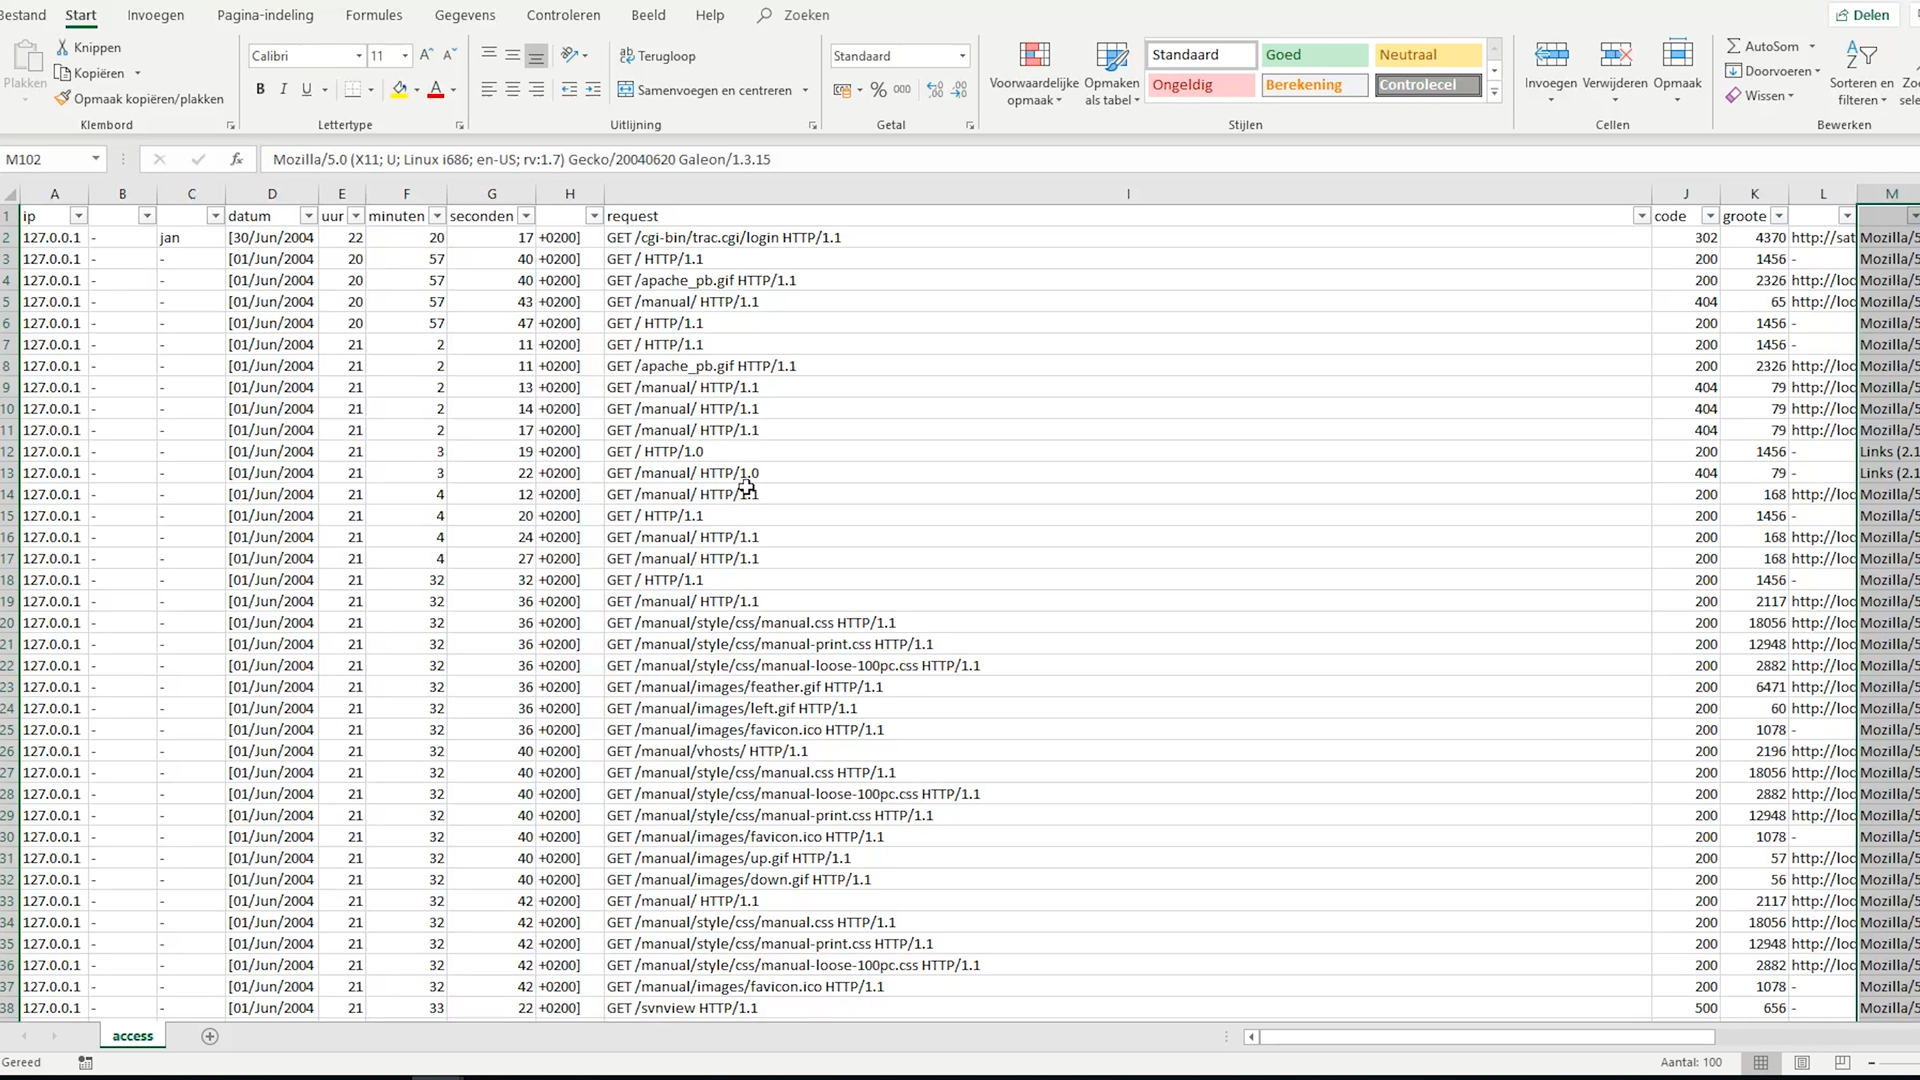 Bestand Start Invoegen Pagina-indeling Formules Gegevens Controleren Beeld Help Zoeken Delen
Plakken
Knippen
Kopiëren
Opmaak kopiëren/plakken
Klembord
Calibri 11
B I U
Lettertype
Terugloop
Samenvoegen en centreren
Uitlijning
Standaard
% 000
Getal
Voorwaardelijke opmaak
Opmaken als tabel
Standaard Goed Neutraal
Ongeldig Berekening Controlecel
Stijlen
Invoegen Verwijderen Opmaak
Cellen
AutoSom
Doorvoeren
Wissen
Sorteren en filteren
Bewerken
M102 fx Mozilla/5.0 (X11; U; Linux i686; en-US; rv:1.7) Gecko/20040620 Galeon/1.3.15
A B C D E F G H I J K L M
1 ip datum uur minuten seconden request code groote
2 127.0.0.1 - jan [30/Jun/2004 22 20 17 +0200] GET /cgi-bin/trac.cgi/login HTTP/1.1 302 4370 http://sat Mozilla/5
3 127.0.0.1 - - [01/Jun/2004 20 57 40 +0200] GET / HTTP/1.1 200 1456 - Mozilla/5
4 127.0.0.1 - - [01/Jun/2004 20 57 40 +0200] GET /apache_pb.gif HTTP/1.1 200 2326 http://loc Mozilla/5
5 127.0.0.1 - - [01/Jun/2004 20 57 43 +0200] GET /manual/ HTTP/1.1 404 65 http://loc Mozilla/5
6 127.0.0.1 - - [01/Jun/2004 20 57 47 +0200] GET / HTTP/1.1 200 1456 - Mozilla/5
7 127.0.0.1 - - [01/Jun/2004 21 2 11 +0200] GET / HTTP/1.1 200 1456 - Mozilla/5
8 127.0.0.1 - - [01/Jun/2004 21 2 11 +0200] GET /apache_pb.gif HTTP/1.1 200 2326 http://loc Mozilla/5
9 127.0.0.1 - - [01/Jun/2004 21 2 13 +0200] GET /manual/ HTTP/1.1 404 79 http://loc Mozilla/5
10 127.0.0.1 - - [01/Jun/2004 21 2 14 +0200] GET /manual/ HTTP/1.1 404 79 http://loc Mozilla/5
11 127.0.0.1 - - [01/Jun/2004 21 2 17 +0200] GET /manual/ HTTP/1.1 404 79 http://loc Mozilla/5
12 127.0.0.1 - - [01/Jun/2004 21 3 19 +0200] GET / HTTP/1.0 200 1456 - Links (2.1
13 127.0.0.1 - - [01/Jun/2004 21 3 22 +0200] GET /manual/ HTTP/1.0 404 79 - Links (2.1
14 127.0.0.1 - - [01/Jun/2004 21 4 12 +0200] GET /manual/ HTTP/1.1 200 168 http://loc Mozilla/5
15 127.0.0.1 - - [01/Jun/2004 21 4 20 +0200] GET / HTTP/1.1 200 1456 - Mozilla/5
16 127.0.0.1 - - [01/Jun/2004 21 4 24 +0200] GET /manual/ HTTP/1.1 200 168 http://loc Mozilla/5
17 127.0.0.1 - - [01/Jun/2004 21 4 27 +0200] GET /manual/ HTTP/1.1 200 168 http://loc Mozilla/5
18 127.0.0.1 - - [01/Jun/2004 21 32 32 +0200] GET / HTTP/1.1 200 1456 - Mozilla/5
19 127.0.0.1 - - [01/Jun/2004 21 32 36 +0200] GET /manual/ HTTP/1.1 200 2117 http://loc Mozilla/5
20 127.0.0.1 - - [01/Jun/2004 21 32 36 +0200] GET /manual/style/css/manual.css HTTP/1.1 200 18056 http://loc Mozilla/5
21 127.0.0.1 - - [01/Jun/2004 21 32 36 +0200] GET /manual/style/css/manual-print.css HTTP/1.1 200 12948 http://loc Mozilla/5
22 127.0.0.1 - - [01/Jun/2004 21 32 36 +0200] GET /manual/style/css/manual-loose-100pc.css HTTP/1.1 200 2882 http://loc Mozilla/5
23 127.0.0.1 - - [01/Jun/2004 21 32 36 +0200] GET /manual/images/feather.gif HTTP/1.1 200 6471 http://loc Mozilla/5
24 127.0.0.1 - - [01/Jun/2004 21 32 36 +0200] GET /manual/images/left.gif HTTP/1.1 200 60 http://loc Mozilla/5
25 127.0.0.1 - - [01/Jun/2004 21 32 36 +0200] GET /manual/images/favicon.ico HTTP/1.1 200 1078 - Mozilla/5
26 127.0.0.1 - - [01/Jun/2004 21 32 40 +0200] GET /manual/vhosts/ HTTP/1.1 200 2196 http://loc Mozilla/5
27 127.0.0.1 - - [01/Jun/2004 21 32 40 +0200] GET /manual/style/css/manual.css HTTP/1.1 200 18056 http://loc Mozilla/5
28 127.0.0.1 - - [01/Jun/2004 21 32 40 +0200] GET /manual/style/css/manual-loose-100pc.css HTTP/1.1 200 2882 http://loc Mozilla/5
29 127.0.0.1 - - [01/Jun/2004 21 32 40 +0200] GET /manual/style/css/manual-print.css HTTP/1.1 200 12948 http://loc Mozilla/5
30 127.0.0.1 - - [01/Jun/2004 21 32 40 +0200] GET /manual/images/favicon.ico HTTP/1.1 200 1078 - Mozilla/5
31 127.0.0.1 - - [01/Jun/2004 21 32 40 +0200] GET /manual/images/up.gif HTTP/1.1 200 57 http://loc Mozilla/5
32 127.0.0.1 - - [01/Jun/2004 21 32 40 +0200] GET /manual/images/down.gif HTTP/1.1 200 56 http://loc Mozilla/5
33 127.0.0.1 - - [01/Jun/2004 21 32 42 +0200] GET /manual/ HTTP/1.1 200 2117 http://loc Mozilla/5
34 127.0.0.1 - - [01/Jun/2004 21 32 42 +0200] GET /manual/style/css/manual.css HTTP/1.1 200 18056 http://loc Mozilla/5
35 127.0.0.1 - - [01/Jun/2004 21 32 42 +0200] GET /manual/style/css/manual-print.css HTTP/1.1 200 12948 http://loc Mozilla/5
36 127.0.0.1 - - [01/Jun/2004 21 32 42 +0200] GET /manual/style/css/manual-loose-100pc.css HTTP/1.1 200 2882 http://loc Mozilla/5
37 127.0.0.1 - - [01/Jun/2004 21 32 42 +0200] GET /manual/images/favicon.ico HTTP/1.1 200 1078 - Mozilla/5
38 127.0.0.1 - - [01/Jun/2004 21 33 22 +0200] GET /svnview HTTP/1.1 500 656 - Mozilla/5
access
Gereed Aantal: 100